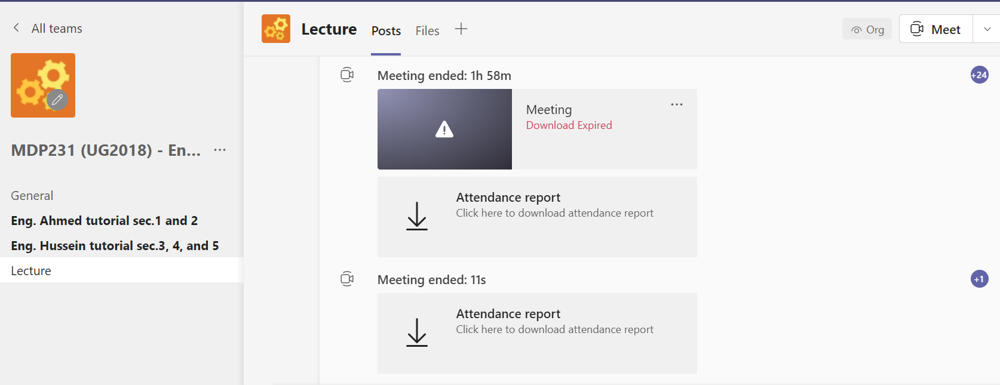 All teams
MDP231 (UG2018) - En...
General
Eng. Ahmed tutorial sec.1 and 2
Eng. Hussein tutorial sec.3, 4, and 5
Lecture
Lecture Posts Files
Org Meet
Meeting ended: 1h 58m
+24
Meeting
Download Expired
Attendance report
Click here to download attendance report
Meeting ended: 11s
+1
Attendance report
Click here to download attendance report